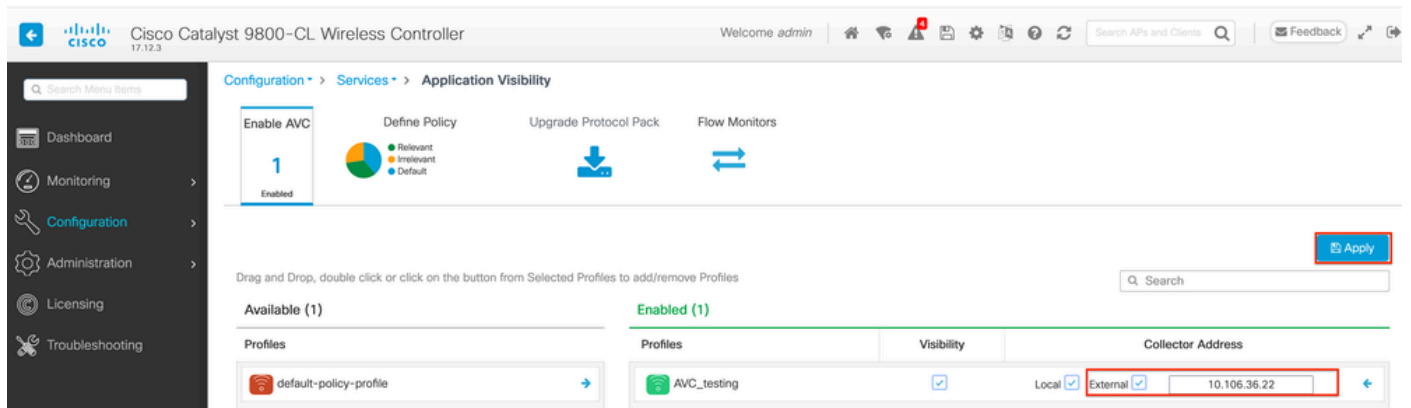 CISCO
Cisco Catalyst 9800-CL Wireless Controller
17.12.3
Welcome admin
4
Search APs and Clients
Feedback
Search Menu Items
Dashboard
Monitoring
Configuration
Administration
Licensing
Troubleshooting
Configuration > Services > Application Visibility
Enable AVC
1
Enabled
Define Policy
Relevant
Irrelevant
Default
Upgrade Protocol Pack
Flow Monitors
Apply
Drag and Drop, double click or click on the button from Selected Profiles to add/remove Profiles
Search
Available (1)
Enabled (1)
Profiles
Profiles Visibility Collector Address
default-policy-profile
AVC_testing Local External 10.106.36.22